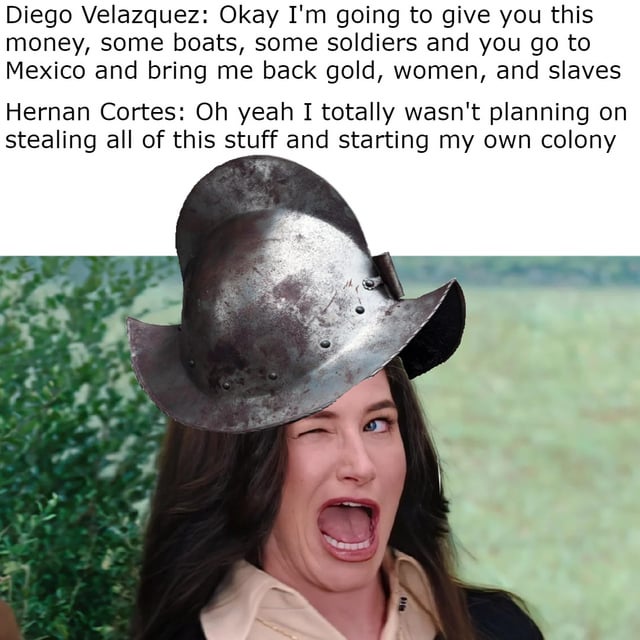 Diego Velazquez: Okay I'm going to give you this
money, some boats, some soldiers and you go to
Mexico and bring me back gold, women, and slaves
Hernan Cortes: Oh yeah I totally wasn't planning on
stealing all of this stuff and starting my own colony